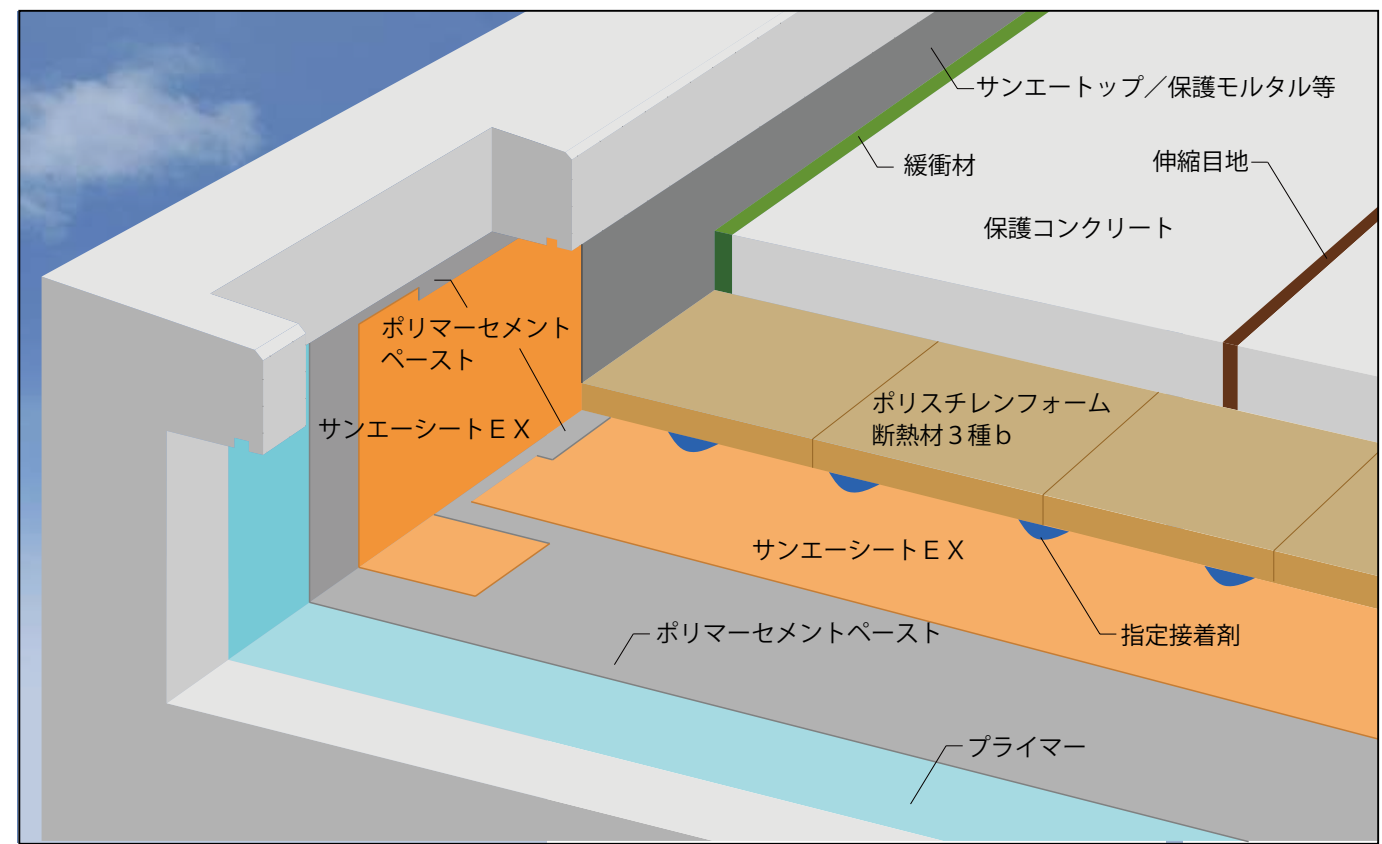 サンエートップ／保護モルタル等
緩衝材
伸縮目地
保護コンクリート
ポリマーセメント
ペースト
サンエーシートＥＸ
ポリスチレンフォーム
断熱材３種ｂ
サンエーシートＥＸ
ポリマーセメントペースト
指定接着剤
プライマー